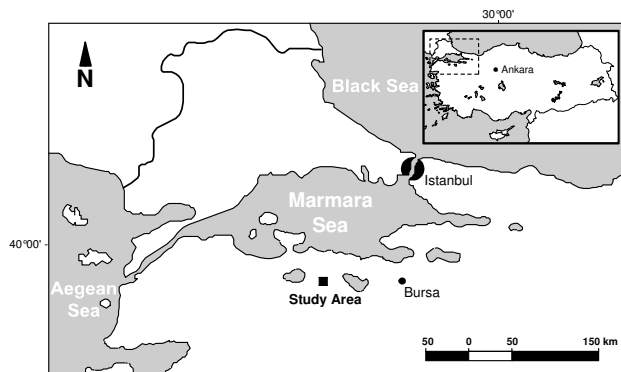 30°00'
N
Black Sea
Ankara
Istanbul
Marmara
Sea
40°00'
Aegean
Sea
Study Area
Bursa
50 0 50 150 km